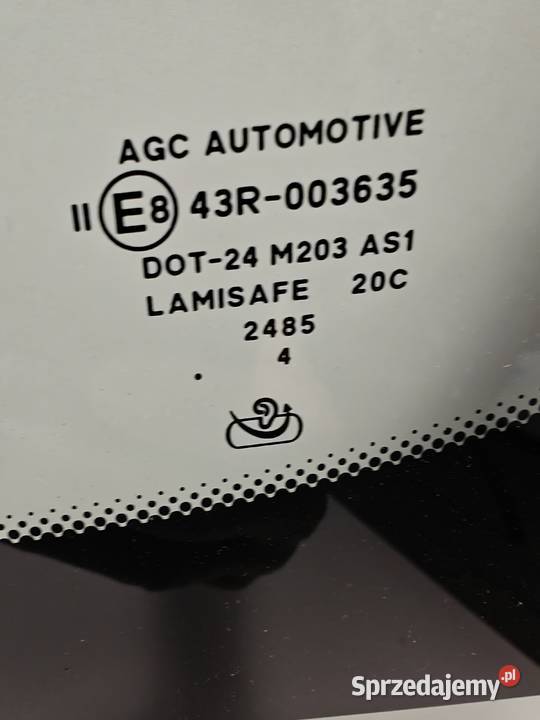 AGC AUTOMOTIVE
II E8 43R-003635
DOT-24 M203 AS1
LAMISAFE 20C
2485
4
Sprzedajemy.pl